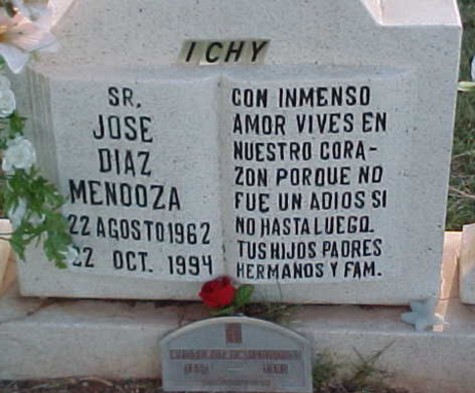 ICHY
SR.
JOSE
DIAZ
MENDOZA
22 AGOSTO 1962
22 OCT. 1994
CON INMENSO
AMOR VIVES EN
NUESTRO CORA-
ZON PORQUE NO
FUE UN ADIOS SI
NO HASTA LUEGO.
TUS HIJOS PADRES
HERMANOS Y FAM.